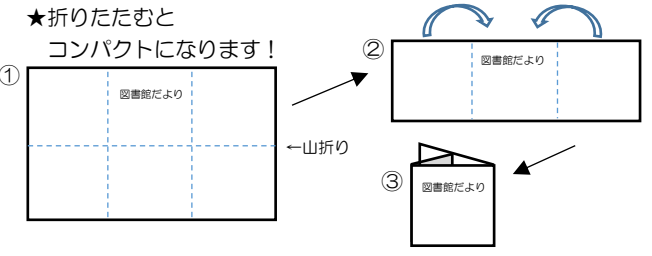 ★折りたたむと
コンパクトになります！
①
図書館だより
←山折り
②
図書館だより
③
図書館だより